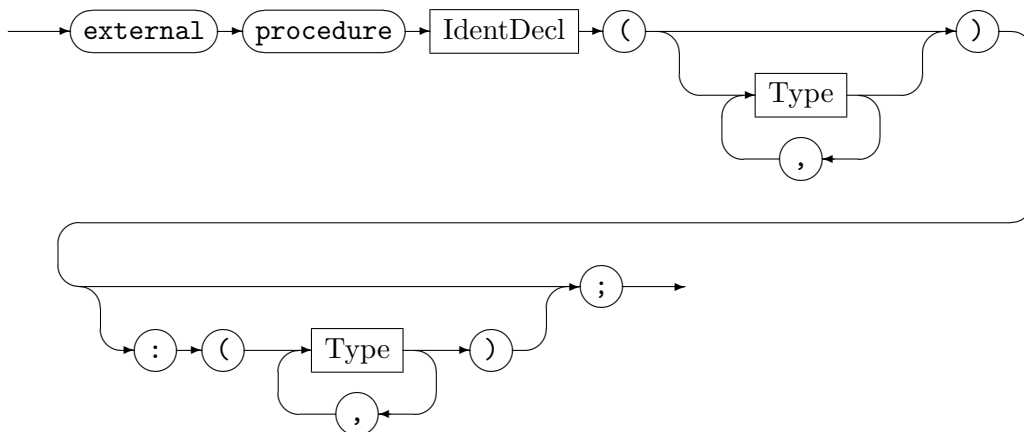 external procedure IdentDecl ( )
Type
,
;
: ( Type )
,